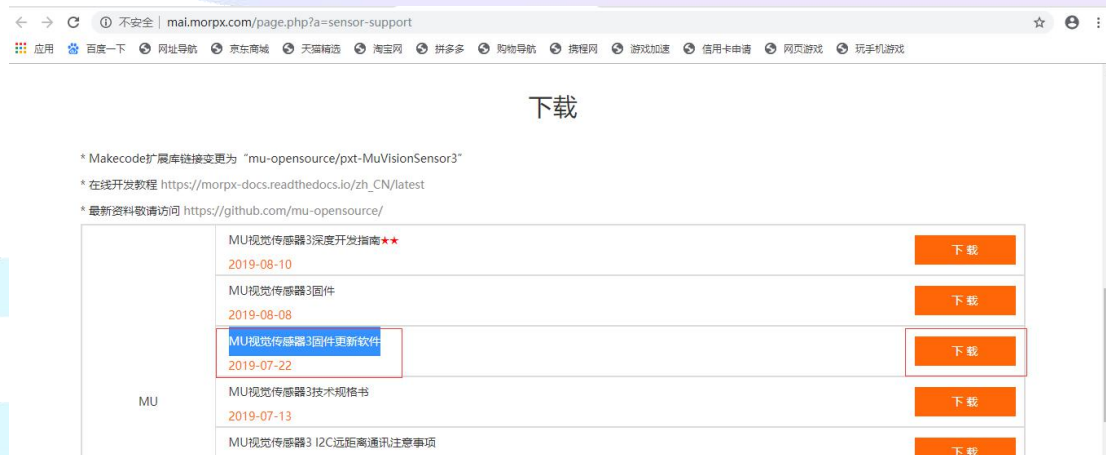 不安全 | mai.morpx.com/page.php?a=sensor-support
应用 百度一下 网址导航 京东商城 天猫精选 淘宝网 拼多多 购物导航 携程网 游戏加速 信用卡申请 网页游戏 玩手机游戏
下载
* Makecode扩展库链接变更为“mu-opensource/pxt-MuVisionSensor3”
* 在线开发教程 https://morpx-docs.readthedocs.io/zh_CN/latest
* 最新资料敬请访问 https://github.com/mu-opensource/
MU视觉传感器3深度开发指南★★
2019-08-10
下 载
MU视觉传感器3固件
2019-08-08
下 载
MU视觉传感器3固件更新软件
2019-07-22
下 载
MU
MU视觉传感器3技术规格书
2019-07-13
下 载
MU视觉传感器3 I2C远距离通讯注意事项
下 载